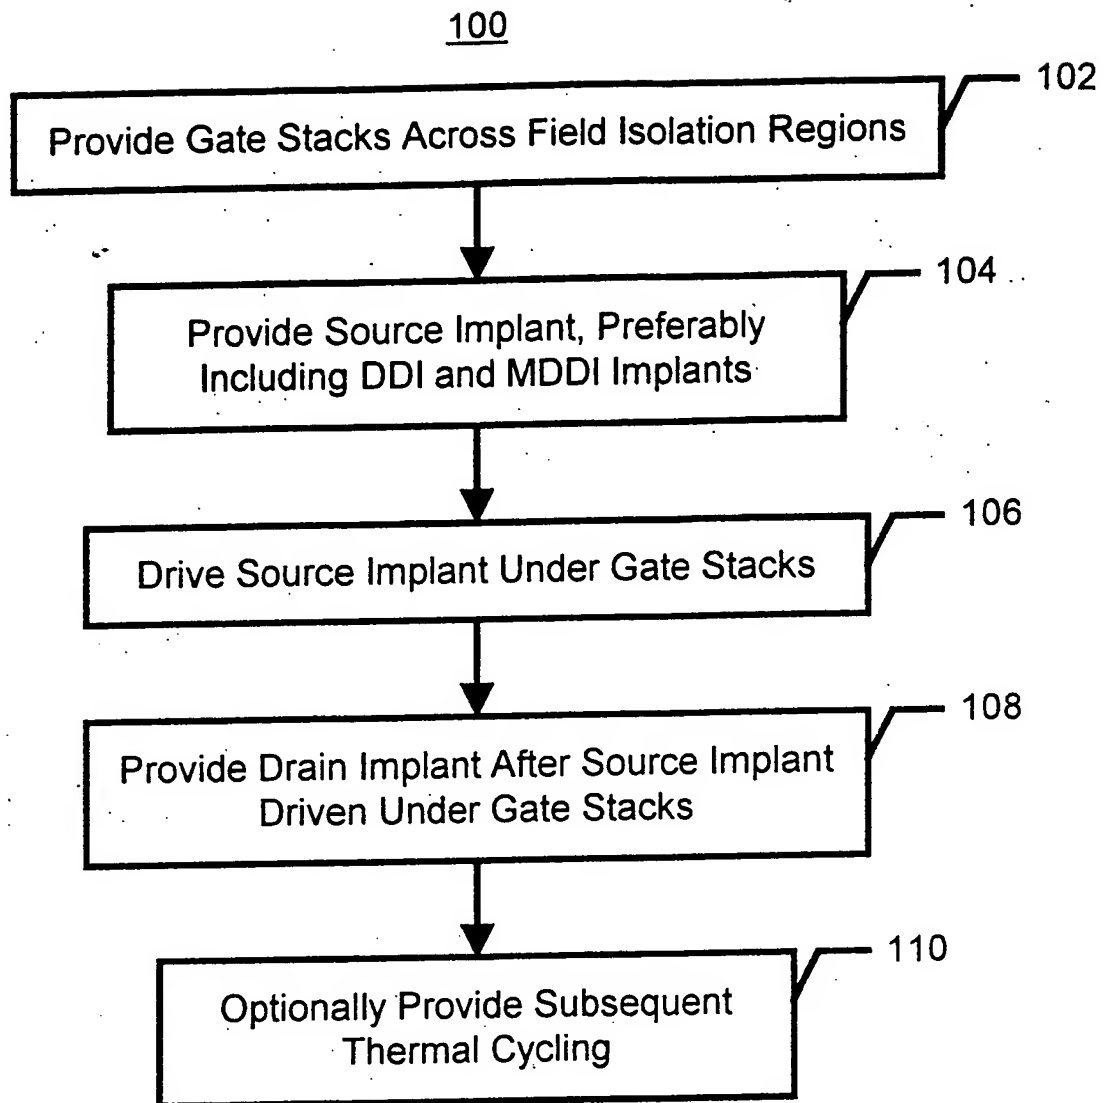 100
102
Provide Gate Stacks Across Field Isolation Regions
104
Provide Source Implant, Preferably
Including DDI and MDDI Implants
106
Drive Source Implant Under Gate Stacks
108
Provide Drain Implant After Source Implant
Driven Under Gate Stacks
110
Optionally Provide Subsequent
Thermal Cycling